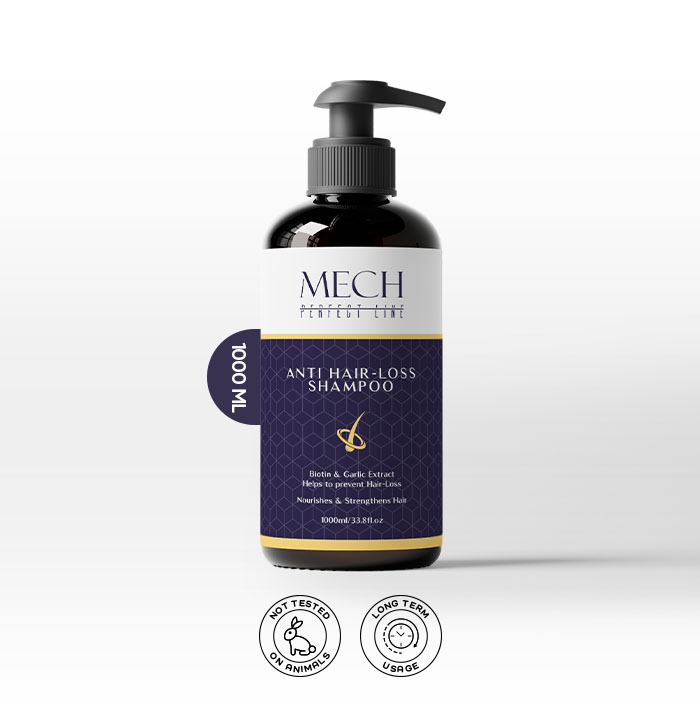 MECH
PERFECT LINE
1000 ML
ANTI HAIR-LOSS
SHAMPOO
Biotin & Garlic Extract
Helps to prevent Hair-Loss
Nourishes & Strengthens Hair
1000ml/33.8fl.oz
NOT TESTED
ON ANIMALS
LONG TERM
USAGE